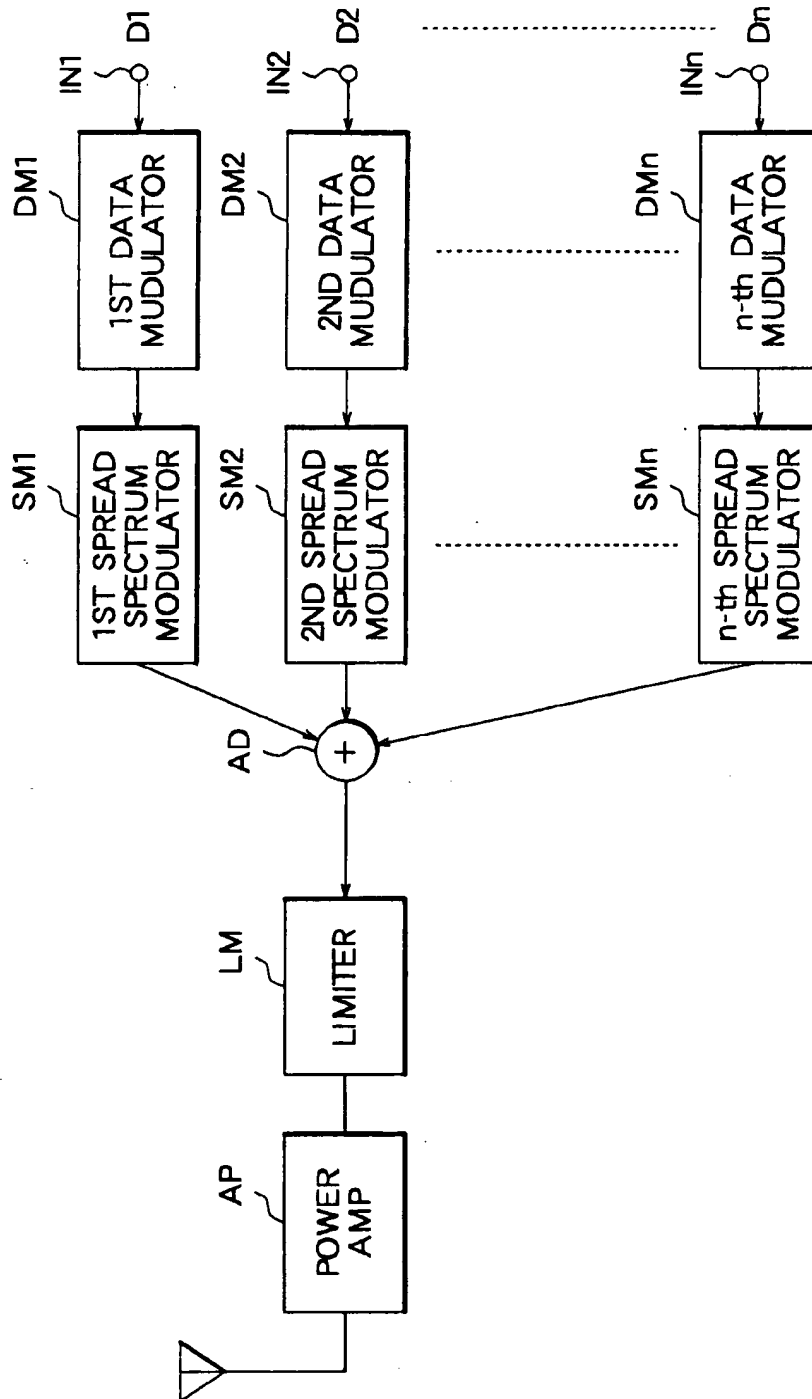 IN1
D1
DM1
1ST DATA
MUDULATOR
SM1
1ST SPREAD
SPECTRUM
MODULATOR
IN2
D2
DM2
2ND DATA
MUDULATOR
SM2
2ND SPREAD
SPECTRUM
MODULATOR
INn
Dn
DMn
n-th DATA
MUDULATOR
SMn
n-th SPREAD
SPECTRUM
MODULATOR
AD
+
LM
LIMITER
AP
POWER
AMP